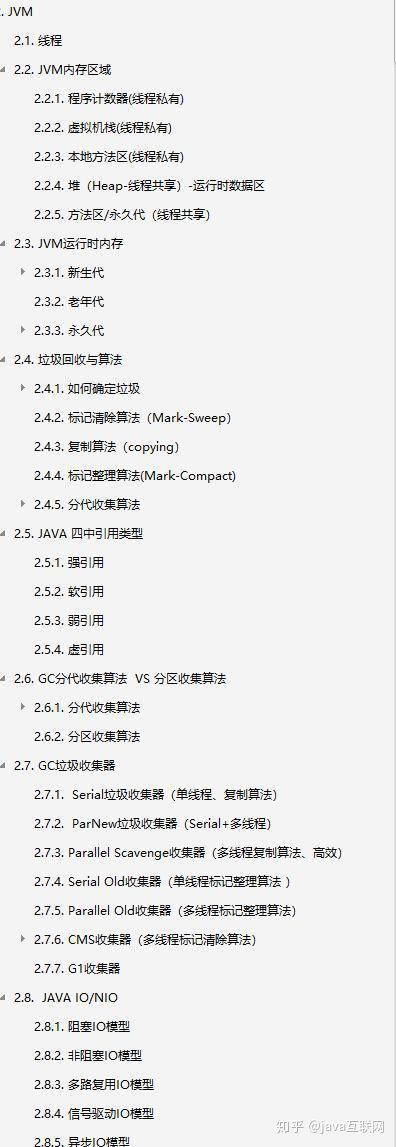 . JVM
2.1. 线程
2.2. JVM内存区域
2.2.1. 程序计数器(线程私有)
2.2.2. 虚拟机栈(线程私有)
2.2.3. 本地方法区(线程私有)
2.2.4. 堆（Heap-线程共享）-运行时数据区
2.2.5. 方法区/永久代（线程共享）
2.3. JVM运行时内存
2.3.1. 新生代
2.3.2. 老年代
2.3.3. 永久代
2.4. 垃圾回收与算法
2.4.1. 如何确定垃圾
2.4.2. 标记清除算法（Mark-Sweep）
2.4.3. 复制算法（copying）
2.4.4. 标记整理算法(Mark-Compact)
2.4.5. 分代收集算法
2.5. JAVA 四中引用类型
2.5.1. 强引用
2.5.2. 软引用
2.5.3. 弱引用
2.5.4. 虚引用
2.6. GC分代收集算法 VS 分区收集算法
2.6.1. 分代收集算法
2.6.2. 分区收集算法
2.7. GC垃圾收集器
2.7.1. Serial垃圾收集器（单线程、复制算法）
2.7.2. ParNew垃圾收集器（Serial+多线程）
2.7.3. Parallel Scavenge收集器（多线程复制算法、高效）
2.7.4. Serial Old收集器（单线程标记整理算法 ）
2.7.5. Parallel Old收集器（多线程标记整理算法）
2.7.6. CMS收集器（多线程标记清除算法）
2.7.7. G1收集器
2.8. JAVA IO/NIO
2.8.1. 阻塞IO模型
2.8.2. 非阻塞IO模型
2.8.3. 多路复用IO模型
2.8.4. 信号驱动IO模型
2.8.5. 异步IO模型
知乎 @java互联网